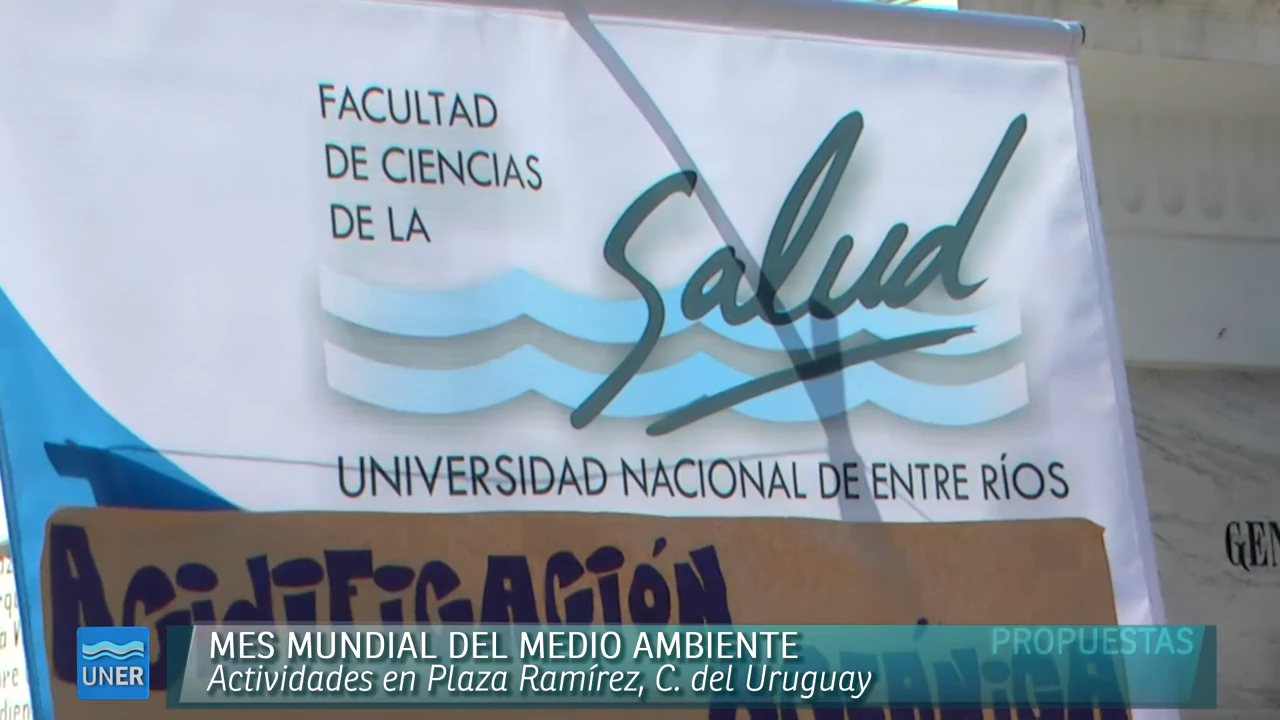 FACULTAD
DE CIENCIAS
DE LA
Salud
UNIVERSIDAD NACIONAL DE ENTRE RÍOS
ACIDIFICACIÓN
GEN
UNER
MES MUNDIAL DEL MEDIO AMBIENTE
PROPUESTAS
Actividades en Plaza Ramírez, C. del Uruguay